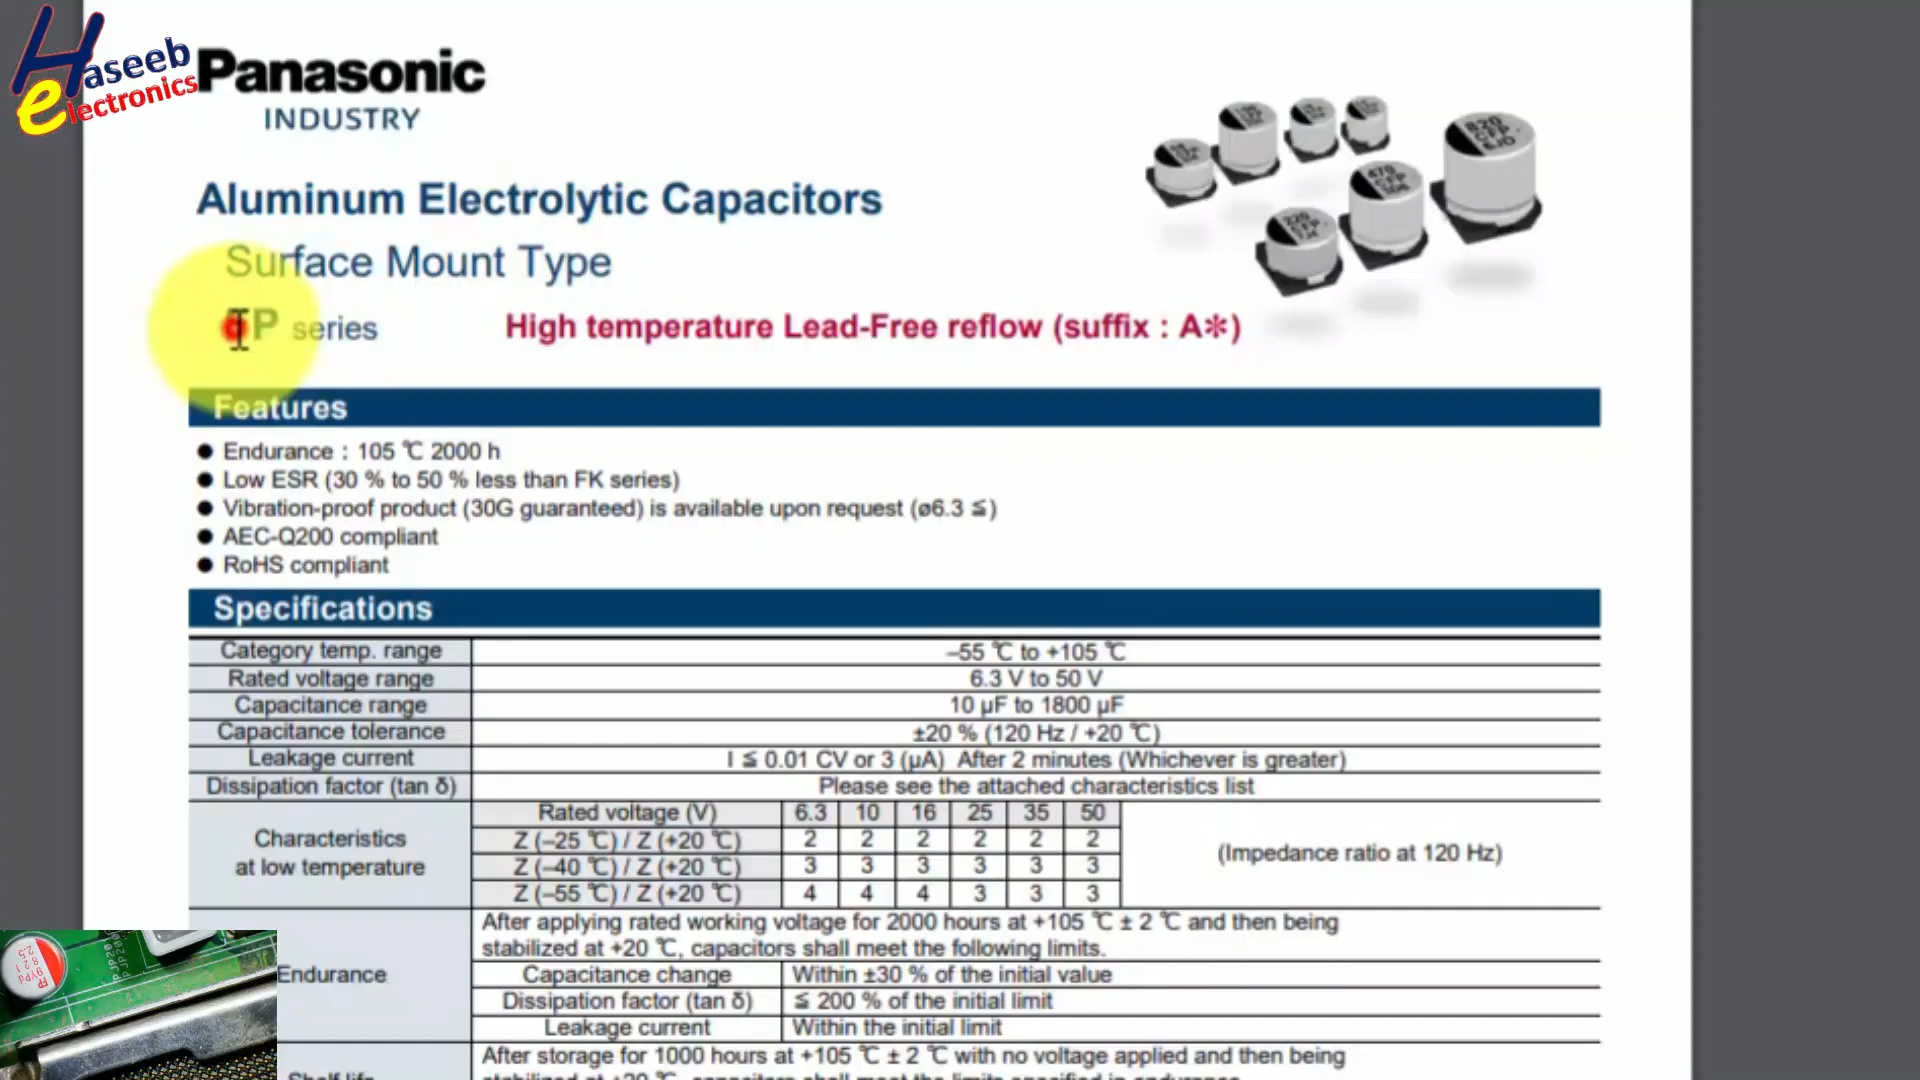 Haseeb
electronics
Panasonic
INDUSTRY
Aluminum Electrolytic Capacitors
Surface Mount Type
P series
High temperature Lead-Free reflow (suffix : A*)
Features
● Endurance : 105 ℃ 2000 h
● Low ESR (30 % to 50 % less than FK series)
● Vibration-proof product (30G guaranteed) is available upon request (ø6.3 ≦)
● AEC-Q200 compliant
● RoHS compliant
Specifications
Category temp. range –55 ℃ to +105 ℃
Rated voltage range 6.3 V to 50 V
Capacitance range 10 µF to 1800 µF
Capacitance tolerance ±20 % (120 Hz / +20 ℃)
Leakage current I ≦ 0.01 CV or 3 (µA) After 2 minutes (Whichever is greater)
Dissipation factor (tan δ) Please see the attached characteristics list
Characteristics
at low temperature
Rated voltage (V) 6.3 10 16 25 35 50
Z (–25 ℃) / Z (+20 ℃) 2 2 2 2 2 2
Z (–40 ℃) / Z (+20 ℃) 3 3 3 3 3 3
Z (–55 ℃) / Z (+20 ℃) 4 4 4 3 3 3
(Impedance ratio at 120 Hz)
Endurance
After applying rated working voltage for 2000 hours at +105 ℃ ± 2 ℃ and then being
stabilized at +20 ℃, capacitors shall meet the following limits.
Capacitance change Within ±30 % of the initial value
Dissipation factor (tan δ) ≦ 200 % of the initial limit
Leakage current Within the initial limit
After storage for 1000 hours at +105 ℃ ± 2 ℃ with no voltage applied and then being
820
CFP
470
CFP
220
FP
821
2.5